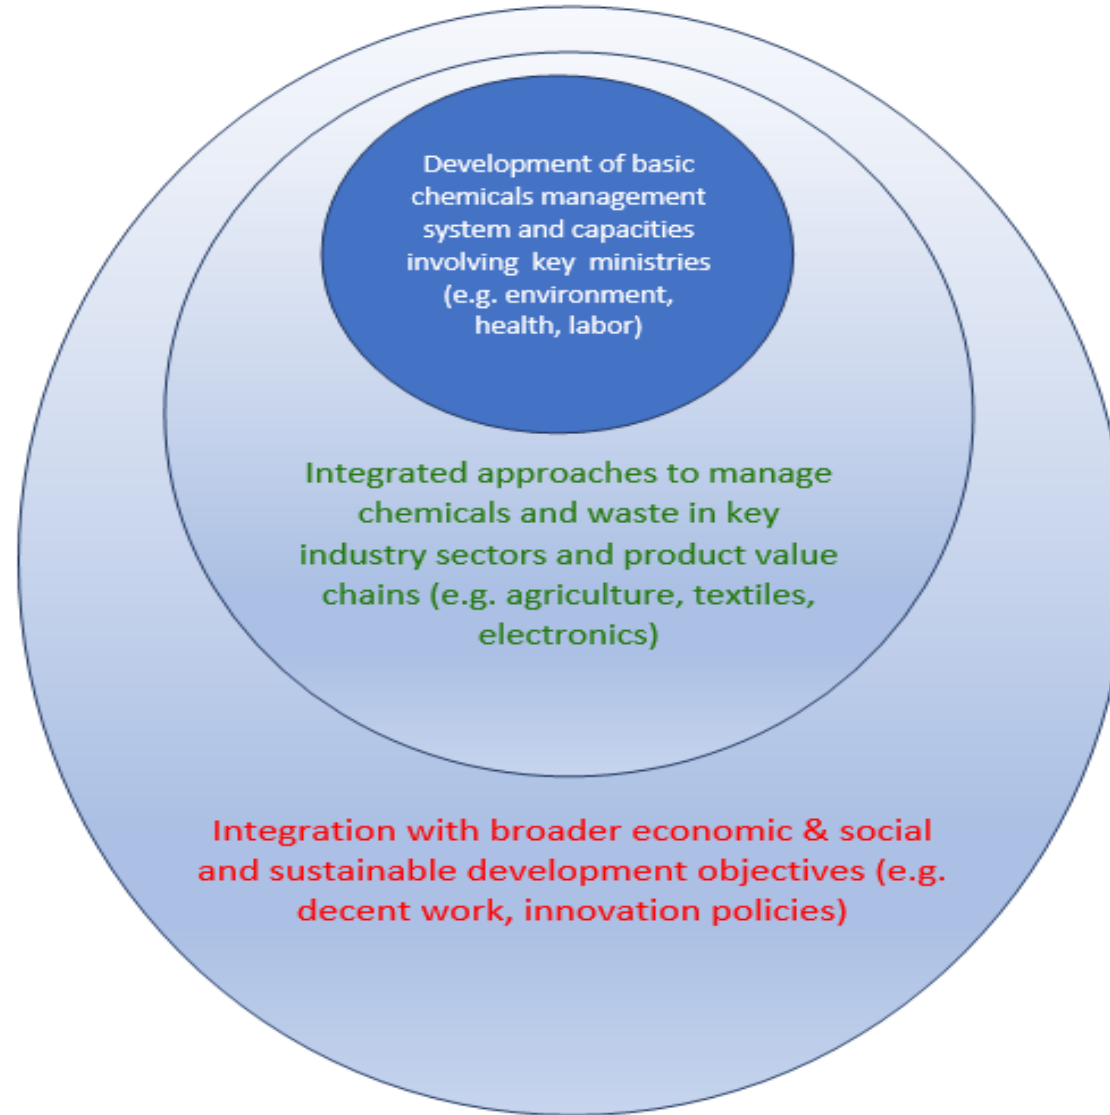 Development of basic
chemicals management
system and capacities
involving key ministries
(e.g. environment,
health, labor)
Integrated approaches to manage
chemicals and waste in key
industry sectors and product value
chains (e.g. agriculture, textiles,
electronics)
Integration with broader economic & social
and sustainable development objectives (e.g.
decent work, innovation policies)